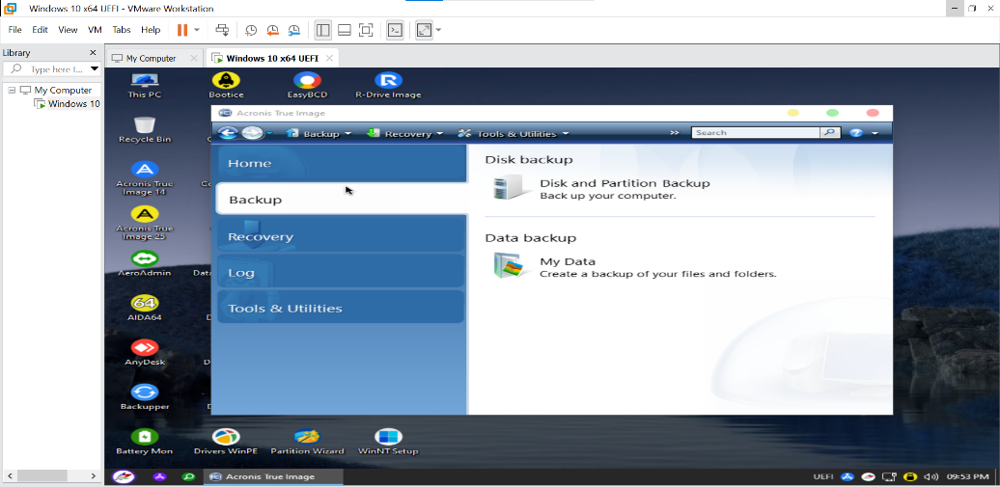 Windows 10 x64 UEFI - VMware Workstation
File Edit View VM Tabs Help
Library
Type here t...
My Computer
Windows 10
My Computer
Windows 10 x64 UEFI
This PC
Bootice
EasyBCD
R-Drive Image
Recycle Bin
Acronis True Image 14
Acronis True Image 25
AeroAdmin
Data
AIDA64
64
AnyDesk
Backupper
Battery Mon
Drivers WinPE
Partition Wizard
WinNT Setup
Acronis True Image
Backup
Recovery
Tools & Utilities
Search
Home
Backup
Recovery
Log
Tools & Utilities
Disk backup
Disk and Partition Backup
Back up your computer.
Data backup
My Data
Create a backup of your files and folders.
Acronis True Image
UEFI
09:53 PM